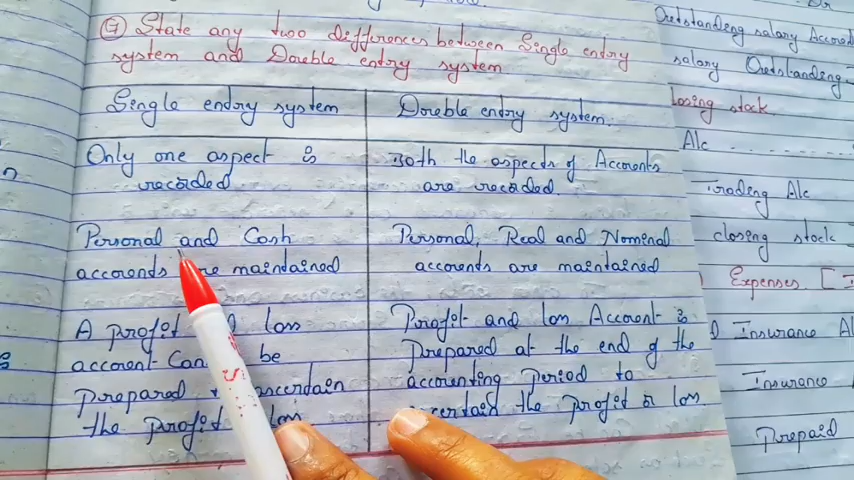 7 State any two differences between Single entry
system and Double entry system
Single entry system
Double entry system.
Only one aspect is
recorded
Both the aspects of Accounts
are recorded.
Personal and Cash
accounts are maintained
Personal, Real and Nominal
accounts are maintained
A profit loss
account be
prepared ascertain
the profit loss
Profit and loss Account is
prepared at the end of the
accounting period to
the profit or loss
Outstanding salary
salary Outstanding
losing stock.
A/c
Trading A/c
closing stock
Expenses.
Insurance A/
Insurance
Prepaid